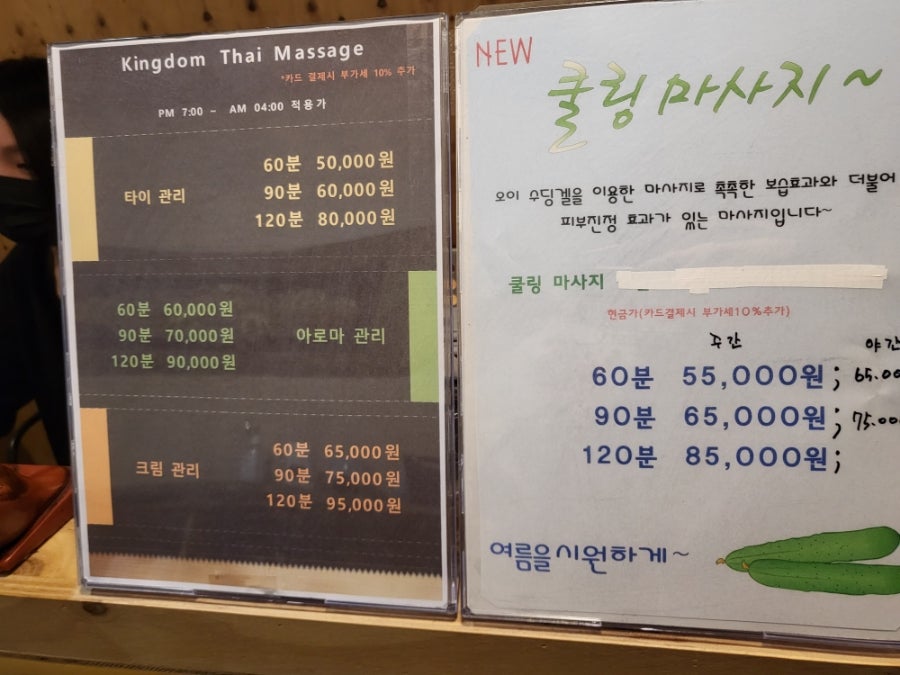 Kingdom Thai Massage
*카드 결제시 부가세 10% 추가
PM 7:00 ~ AM 04:00 적용가
타이 관리
60분 50,000원
90분 60,000원
120분 80,000원
60분 60,000원
90분 70,000원
120분 90,000원
아로마 관리
크림 관리
60분 65,000원
90분 75,000원
120분 95,000원
NEW
쿨링 마사지~
오이 수딩겔을 이용한 마사지로 촉촉한 보습효과와 더불어
피부진정 효과가 있는 마사지입니다~
쿨링 마사지
현금가(카드결제시 부가세10%추가)
주간 야간
60분 55,000원; 65.00
90분 65,000원; 75.00
120분 85,000원;
여름을시원하게~